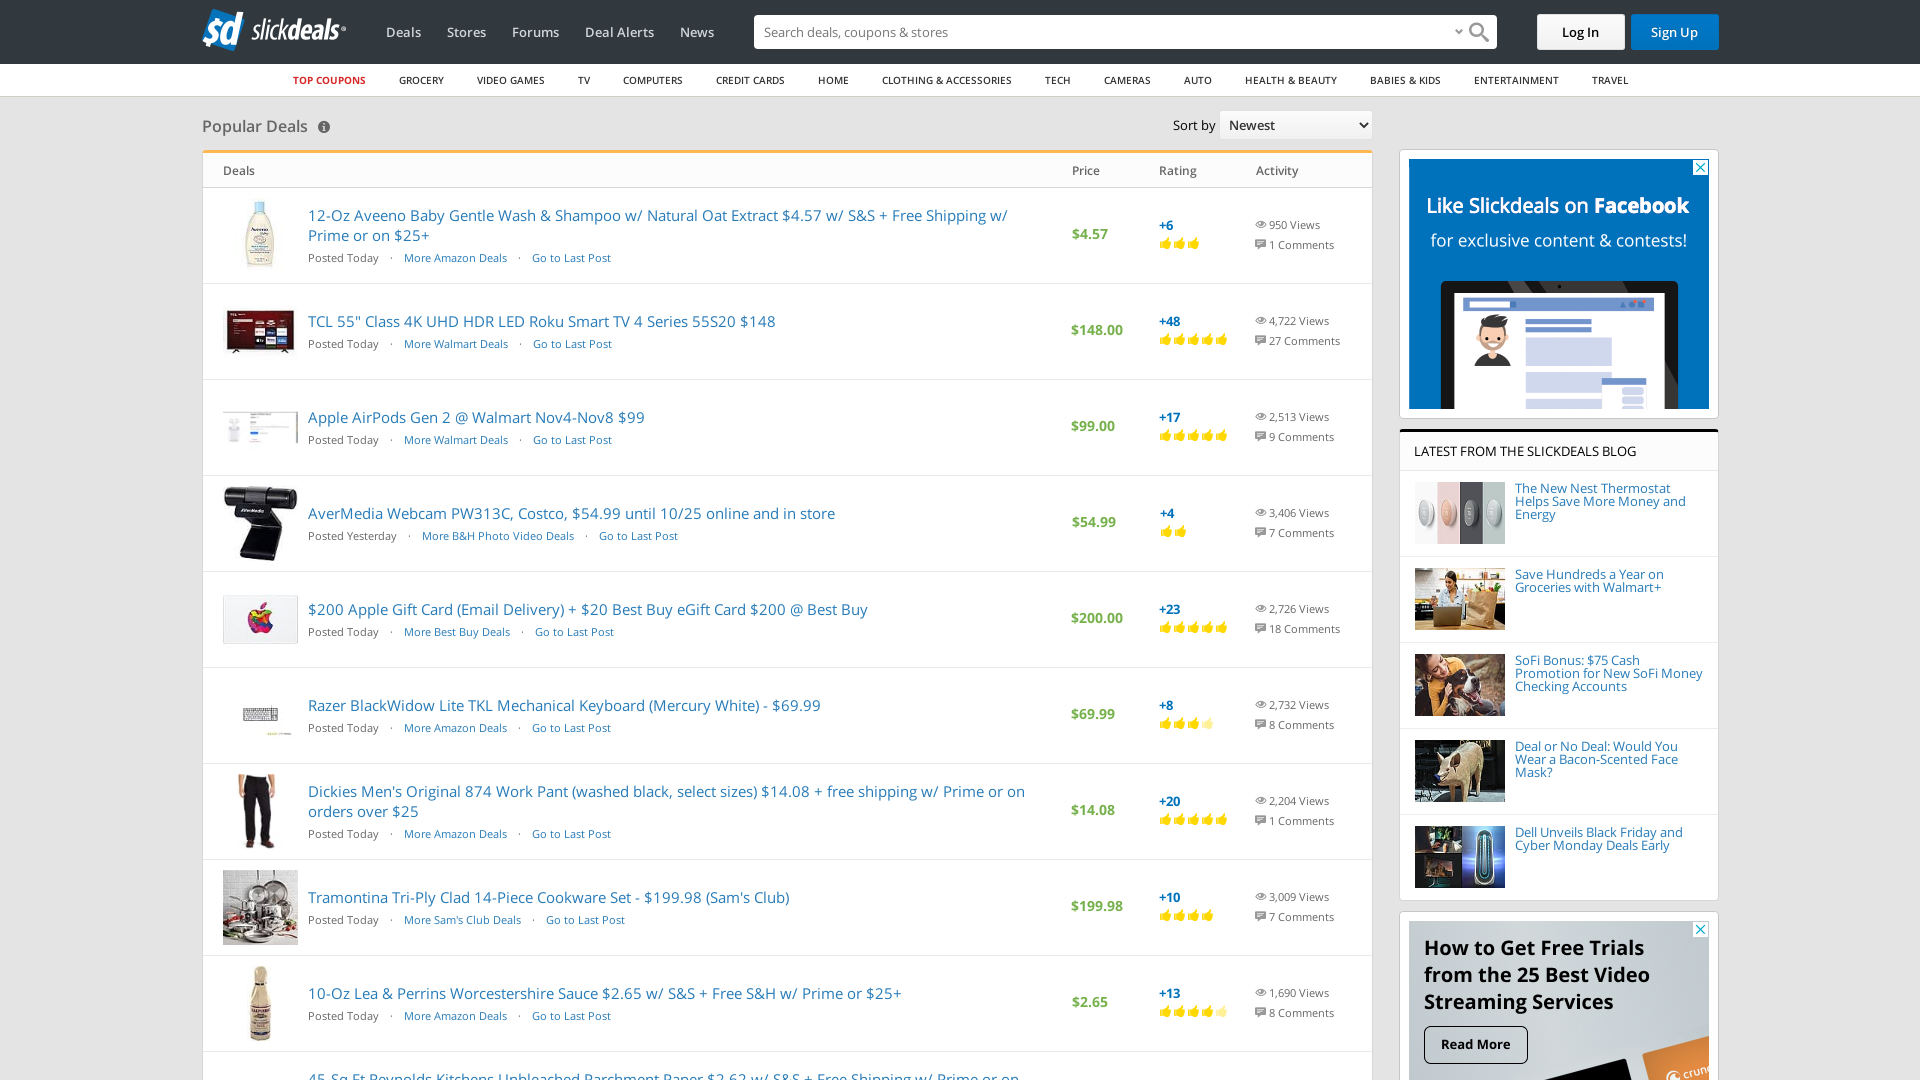 slickdeals
Deals
Stores
Forums
Deal Alerts
News
Search deals, coupons & stores
Log In
Sign Up
TOP COUPONS
GROCERY
VIDEO GAMES
TV
COMPUTERS
CREDIT CARDS
HOME
CLOTHING & ACCESSORIES
TECH
CAMERAS
AUTO
HEALTH & BEAUTY
BABIES & KIDS
ENTERTAINMENT
TRAVEL
Popular Deals
Sort by Newest
Deals Price Rating Activity
12-Oz Aveeno Baby Gentle Wash & Shampoo w/ Natural Oat Extract $4.57 w/ S&S + Free Shipping w/
Prime or on $25+
Posted Today · More Amazon Deals · Go to Last Post
$4.57
+6
950 Views
1 Comments
TCL 55" Class 4K UHD HDR LED Roku Smart TV 4 Series 55S20 $148
Posted Today · More Walmart Deals · Go to Last Post
$148.00
+48
4,722 Views
27 Comments
Apple AirPods Gen 2 @ Walmart Nov4-Nov8 $99
Posted Today · More Walmart Deals · Go to Last Post
$99.00
+17
2,513 Views
9 Comments
AverMedia Webcam PW313C, Costco, $54.99 until 10/25 online and in store
Posted Yesterday · More B&H Photo Video Deals · Go to Last Post
$54.99
+4
3,406 Views
7 Comments
$200 Apple Gift Card (Email Delivery) + $20 Best Buy eGift Card $200 @ Best Buy
Posted Today · More Best Buy Deals · Go to Last Post
$200.00
+23
2,726 Views
18 Comments
Razer BlackWidow Lite TKL Mechanical Keyboard (Mercury White) - $69.99
Posted Today · More Amazon Deals · Go to Last Post
$69.99
+8
2,732 Views
8 Comments
Dickies Men's Original 874 Work Pant (washed black, select sizes) $14.08 + free shipping w/ Prime or on
orders over $25
Posted Today · More Amazon Deals · Go to Last Post
$14.08
+20
2,204 Views
1 Comments
Tramontina Tri-Ply Clad 14-Piece Cookware Set - $199.98 (Sam's Club)
Posted Today · More Sam's Club Deals · Go to Last Post
$199.98
+10
3,009 Views
7 Comments
10-Oz Lea & Perrins Worcestershire Sauce $2.65 w/ S&S + Free S&H w/ Prime or $25+
Posted Today · More Amazon Deals · Go to Last Post
$2.65
+13
1,690 Views
8 Comments
45-Sq Ft Reynolds Kitchens Unbleached Parchment Paper $2.62 w/ S&S + Free Shipping w/ Prime or on
Like Slickdeals on Facebook
for exclusive content & contests!
LATEST FROM THE SLICKDEALS BLOG
The New Nest Thermostat
Helps Save More Money and
Energy
Save Hundreds a Year on
Groceries with Walmart+
SoFi Bonus: $75 Cash
Promotion for New SoFi Money
Checking Accounts
Deal or No Deal: Would You
Wear a Bacon-Scented Face
Mask?
Dell Unveils Black Friday and
Cyber Monday Deals Early
How to Get Free Trials
from the 25 Best Video
Streaming Services
Read More